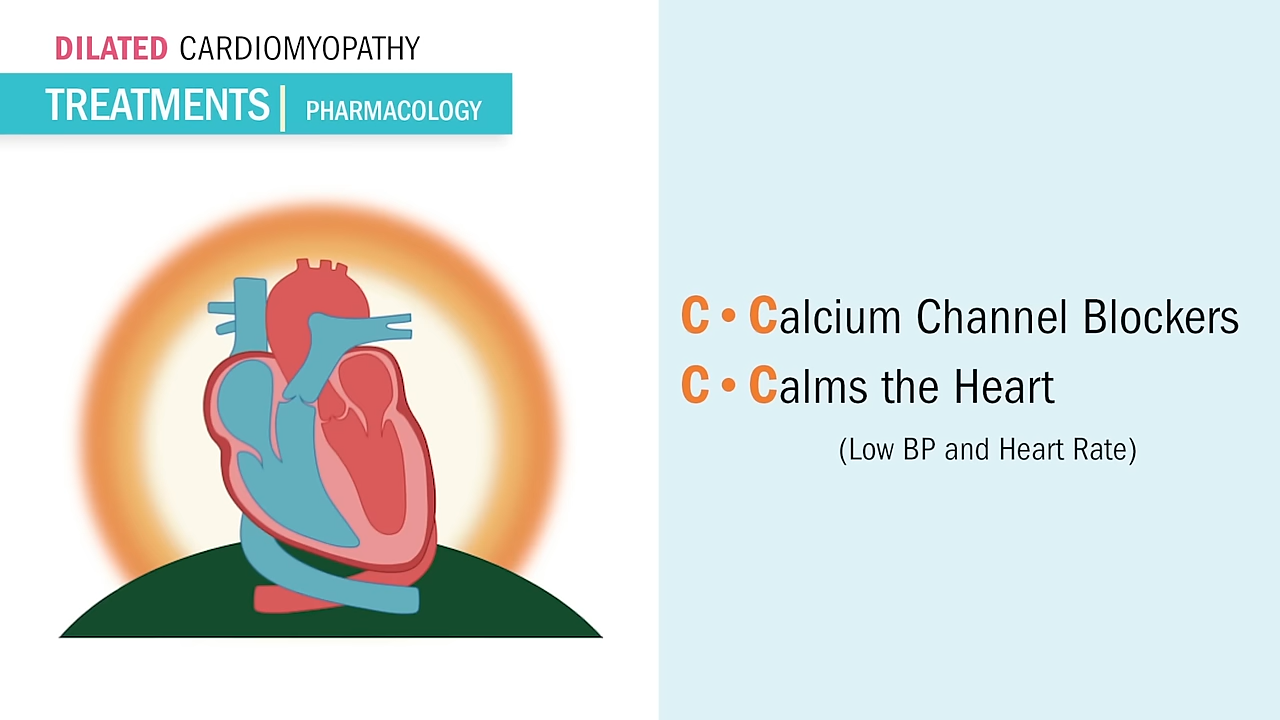 DILATED CARDIOMYOPATHY
TREATMENTS | PHARMACOLOGY
C • Calcium Channel Blockers
C • Calms the Heart
(Low BP and Heart Rate)